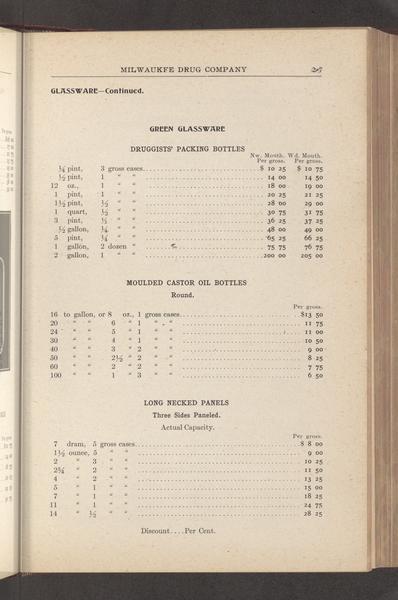 MILWAUKEE DRUG COMPANY
GLASSWARE—Continued.
GREEN GLASSWARE
DRUGGISTS' PACKING BOTTLES
Nw. Mouth. Wd. Mouth.
Per gross. Per gross.
¼ pint, 3 gross cases $ 10 25 $ 10 75
½ pint, 1 " " 14 00 14 50
12 oz., 1 " " 18 00 19 00
1 pint, 1 " " 20 25 21 25
1½ pint, ½ " " 28 00 29 00
1 quart, ½ " " 30 75 31 75
3 pint, ½ " " 36 25 37 25
½ gallon, ¼ " " 48 00 49 00
5 pint, ¼ " " 65 25 66 25
1 gallon, 2 dozen " 75 75 76 75
2 gallon, 1 " " 200 00 205 00
MOULDED CASTOR OIL BOTTLES
Round.
Per gross.
16 to gallon, or 8 oz., 1 gross cases $13 50
20 " " 6 " 1 " " 11 75
24 " " 5 " 1 " " 11 00
30 " " 4 " 1 " " 10 50
40 " " 3 " 2 " " 9 00
50 " " 2½ " 2 " " 8 25
60 " " 2 " 2 " " 7 75
100 " " 1 " 3 " " 6 50
LONG NECKED PANELS
Three Sides Paneled.
Actual Capacity.
Per gross.
7 dram, 5 gross cases $ 8 00
1½ ounce, 5 " " 9 00
2 " 3 " " 10 25
2¾ " 2 " " 11 50
4 " 2 " " 13 25
5 " 1 " " 15 00
7 " 1 " " 18 25
11 " 1 " " 24 75
14 " ½ " " 28 25
Discount....Per Cent.